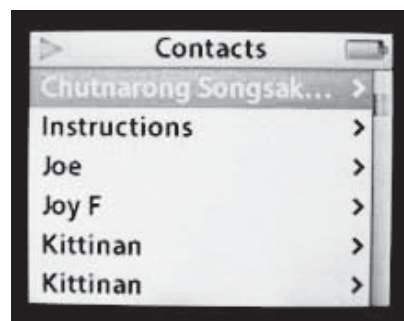 Contacts
Chutnarong Songsak... >
Instructions >
Joe >
Joy F >
Kittinan >
Kittinan >